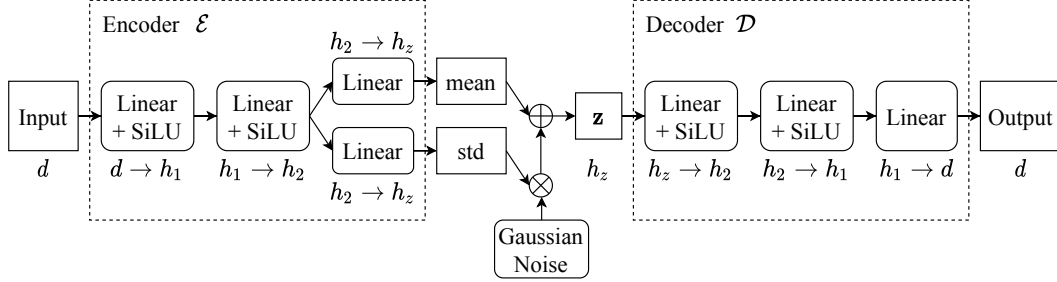 Encoder ℰ
Input
d
Linear
+ SiLU
d → h₁
Linear
+ SiLU
h₁ → h₂
h₂ → h_z
Linear
mean
Linear
h₂ → h_z
std
Gaussian
Noise
z
h_z
Decoder 𝒟
Linear
+ SiLU
h_z → h₂
Linear
+ SiLU
h₂ → h₁
Linear
h₁ → d
Output
d